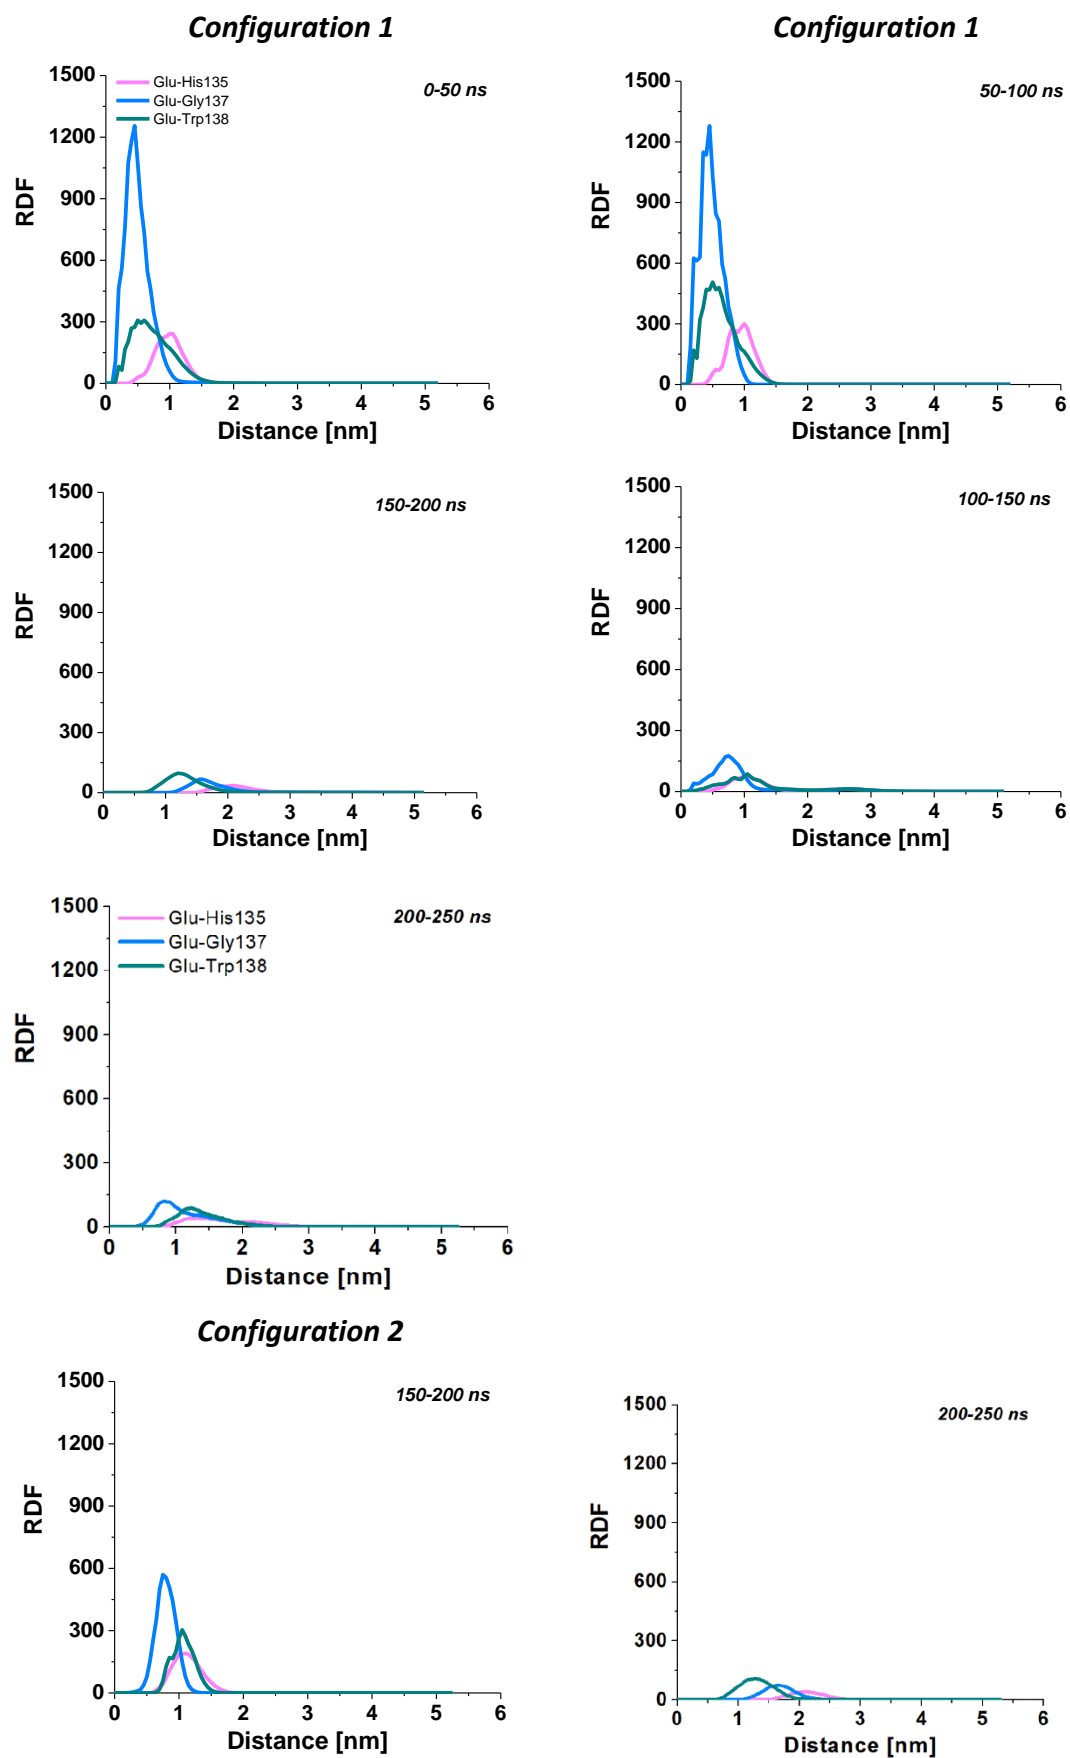 Configuration 1
Configuration 1
1500
1200
900
600
300
0
RDF
Glu-His135
Glu-Gly137
Glu-Trp138
0-50 ns
0 1 2 3 4 5 6
Distance [nm]
1500
1200
900
600
300
0
RDF
50-100 ns
0 1 2 3 4 5 6
Distance [nm]
1500
1200
900
600
300
0
RDF
150-200 ns
0 1 2 3 4 5 6
Distance [nm]
1500
1200
900
600
300
0
RDF
100-150 ns
0 1 2 3 4 5 6
Distance [nm]
1500
1200
900
600
300
0
RDF
Glu-His135
Glu-Gly137
Glu-Trp138
200-250 ns
0 1 2 3 4 5 6
Distance [nm]
Configuration 2
1500
1200
900
600
300
0
RDF
150-200 ns
0 1 2 3 4 5 6
Distance [nm]
1500
1200
900
600
300
0
RDF
200-250 ns
0 1 2 3 4 5 6
Distance [nm]